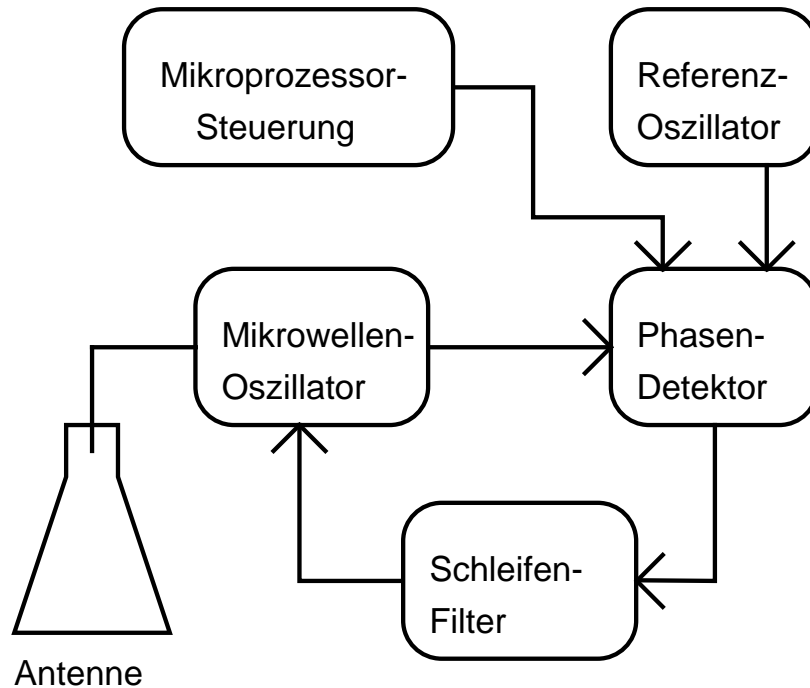 Mikroprozessor-
Steuerung
Referenz-
Oszillator
Mikrowellen-
Oszillator
Phasen-
Detektor
Schleifen-
Filter
Antenne